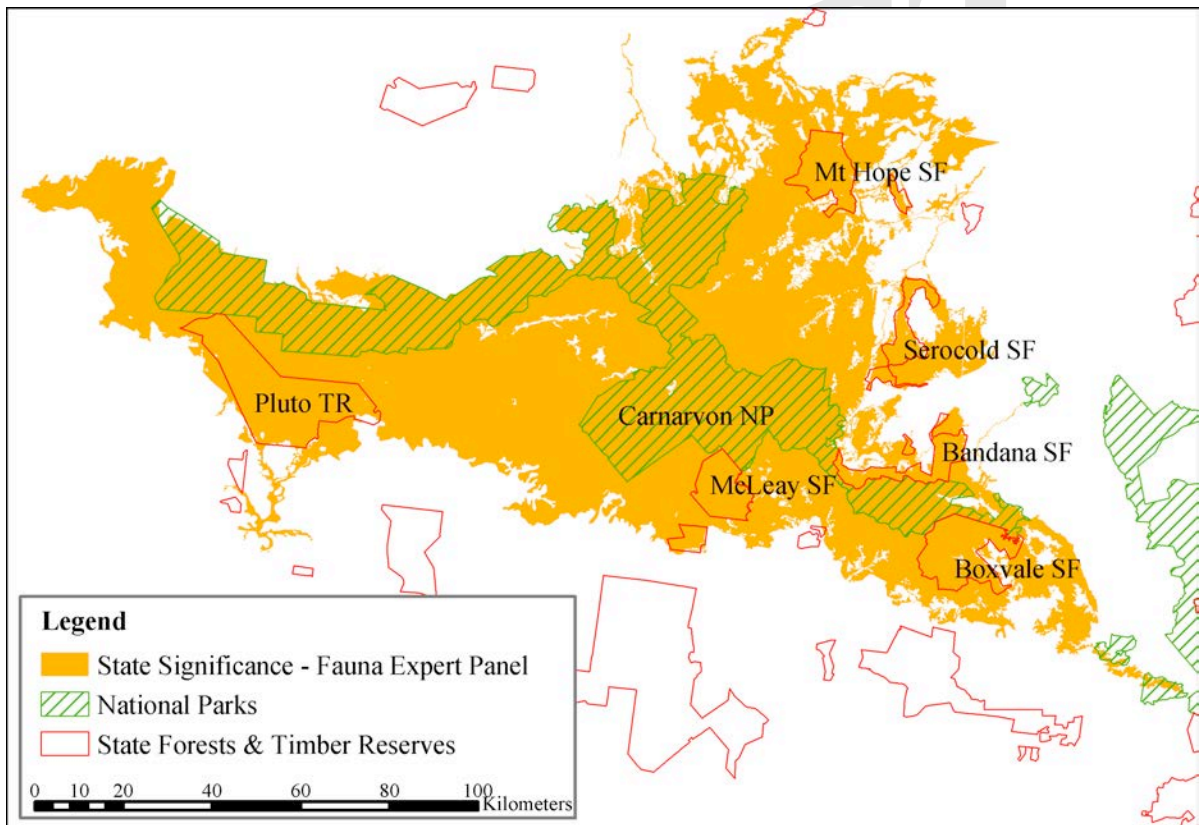 Mt Hope SF
Serocold SF
Pluto TR
Carnarvon NP
Bandana SF
McLeay SF
Boxvale SF
Legend
State Significance - Fauna Expert Panel
National Parks
State Forests & Timber Reserves
0 10 20 40 60 80 100
Kilometers